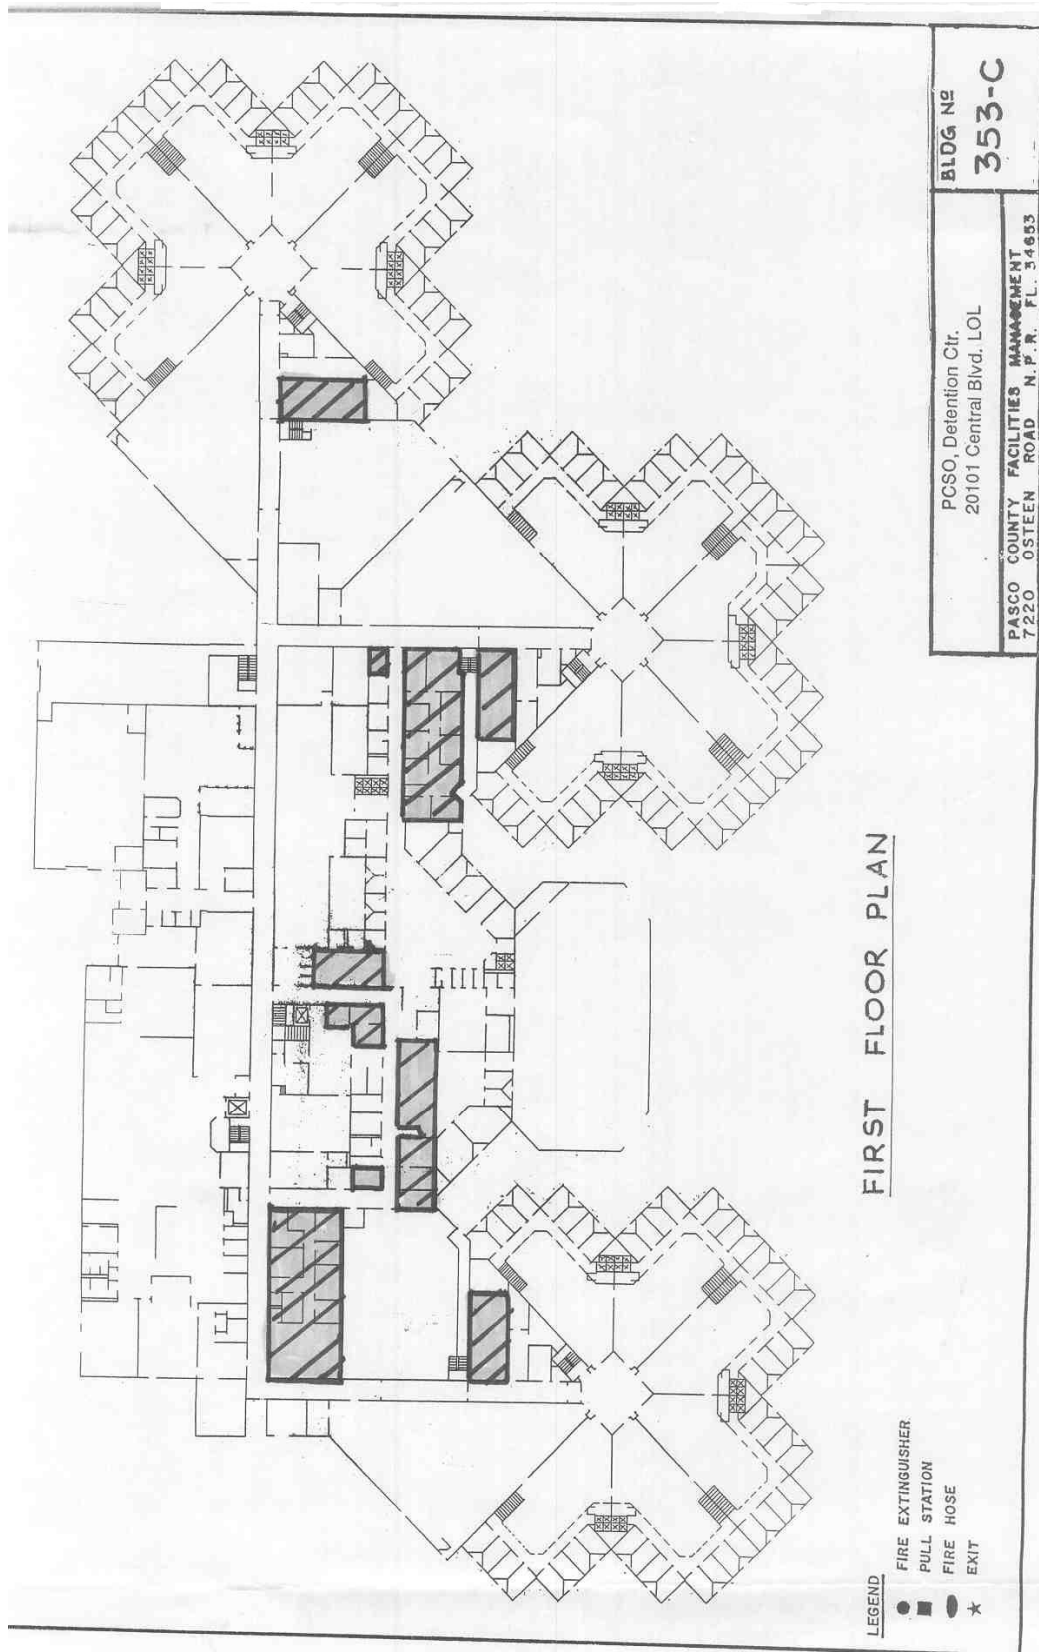 BLDG Nº
353-C
PCSO, Detention Ctr.
20101 Central Blvd. LOL
PASCO COUNTY FACILITIES MANAGEMENT
7220 OSTEEN ROAD N.P.R. FL. 34653
FIRST FLOOR PLAN
LEGEND
FIRE EXTINGUISHER
PULL STATION
FIRE HOSE
EXIT